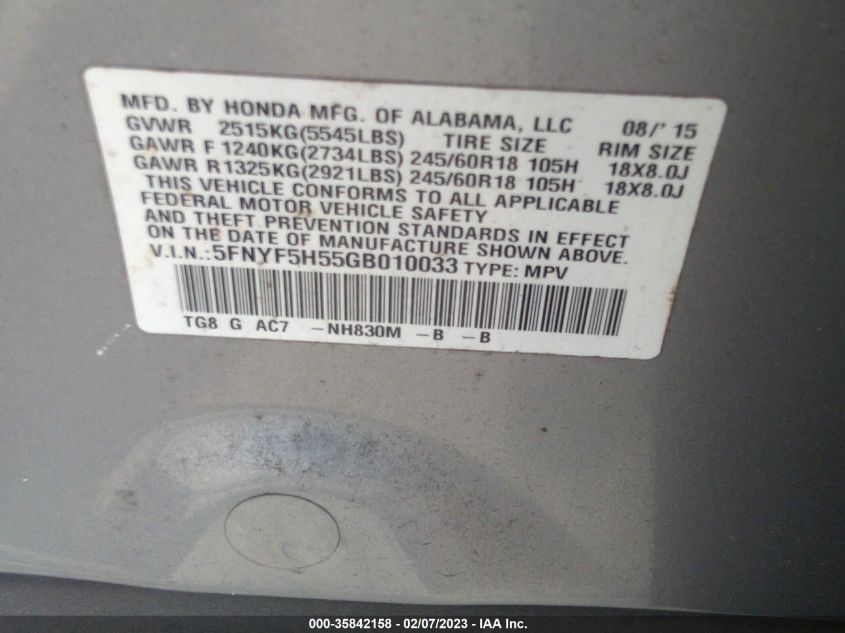 MFD. BY HONDA MFG. OF ALABAMA, LLC 08/' 15
GVWR 2515KG(5545LBS) TIRE SIZE RIM SIZE
GAWR F 1240KG(2734LBS) 245/60R18 105H 18X8.0J
GAWR R1325KG(2921LBS) 245/60R18 105H 18X8.0J
THIS VEHICLE CONFORMS TO ALL APPLICABLE
FEDERAL MOTOR VEHICLE SAFETY
AND THEFT PREVENTION STANDARDS IN EFFECT
ON THE DATE OF MANUFACTURE SHOWN ABOVE.
V.I.N.:5FNYF5H55GB010033 TYPE: MPV
TG8 G AC7 -NH830M -B -B
000-35842158 - 02/07/2023 - IAA Inc.